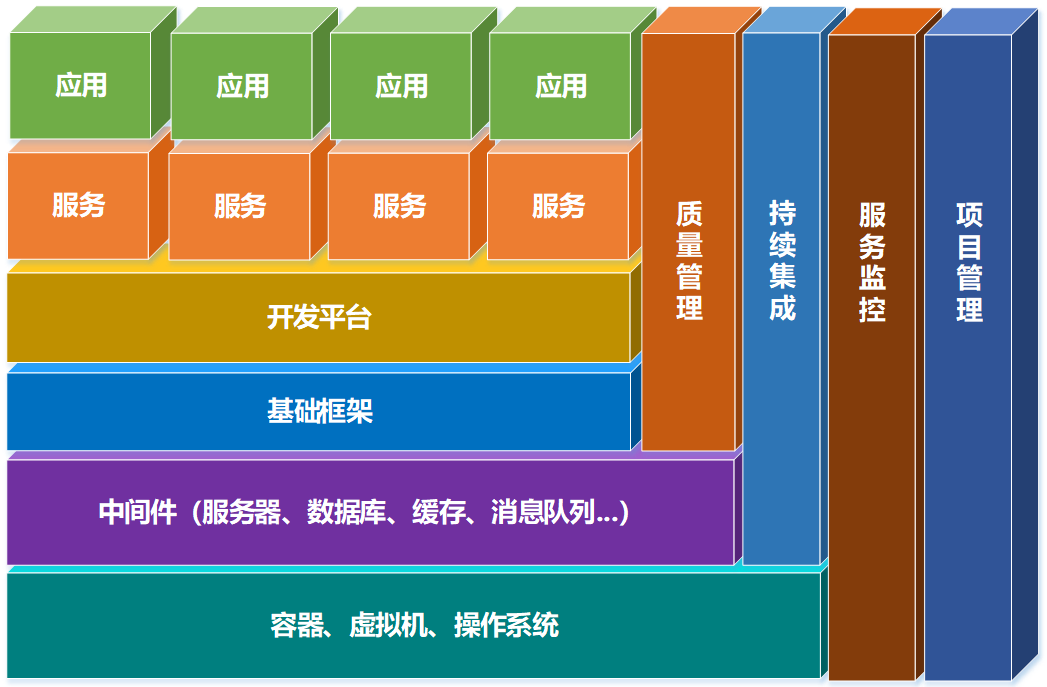 应用
应用
应用
应用
服务
服务
服务
服务
开发平台
基础框架
中间件（服务器、数据库、缓存、消息队列...）
容器、虚拟机、操作系统
质量管理
持续集成
服务监控
项目管理